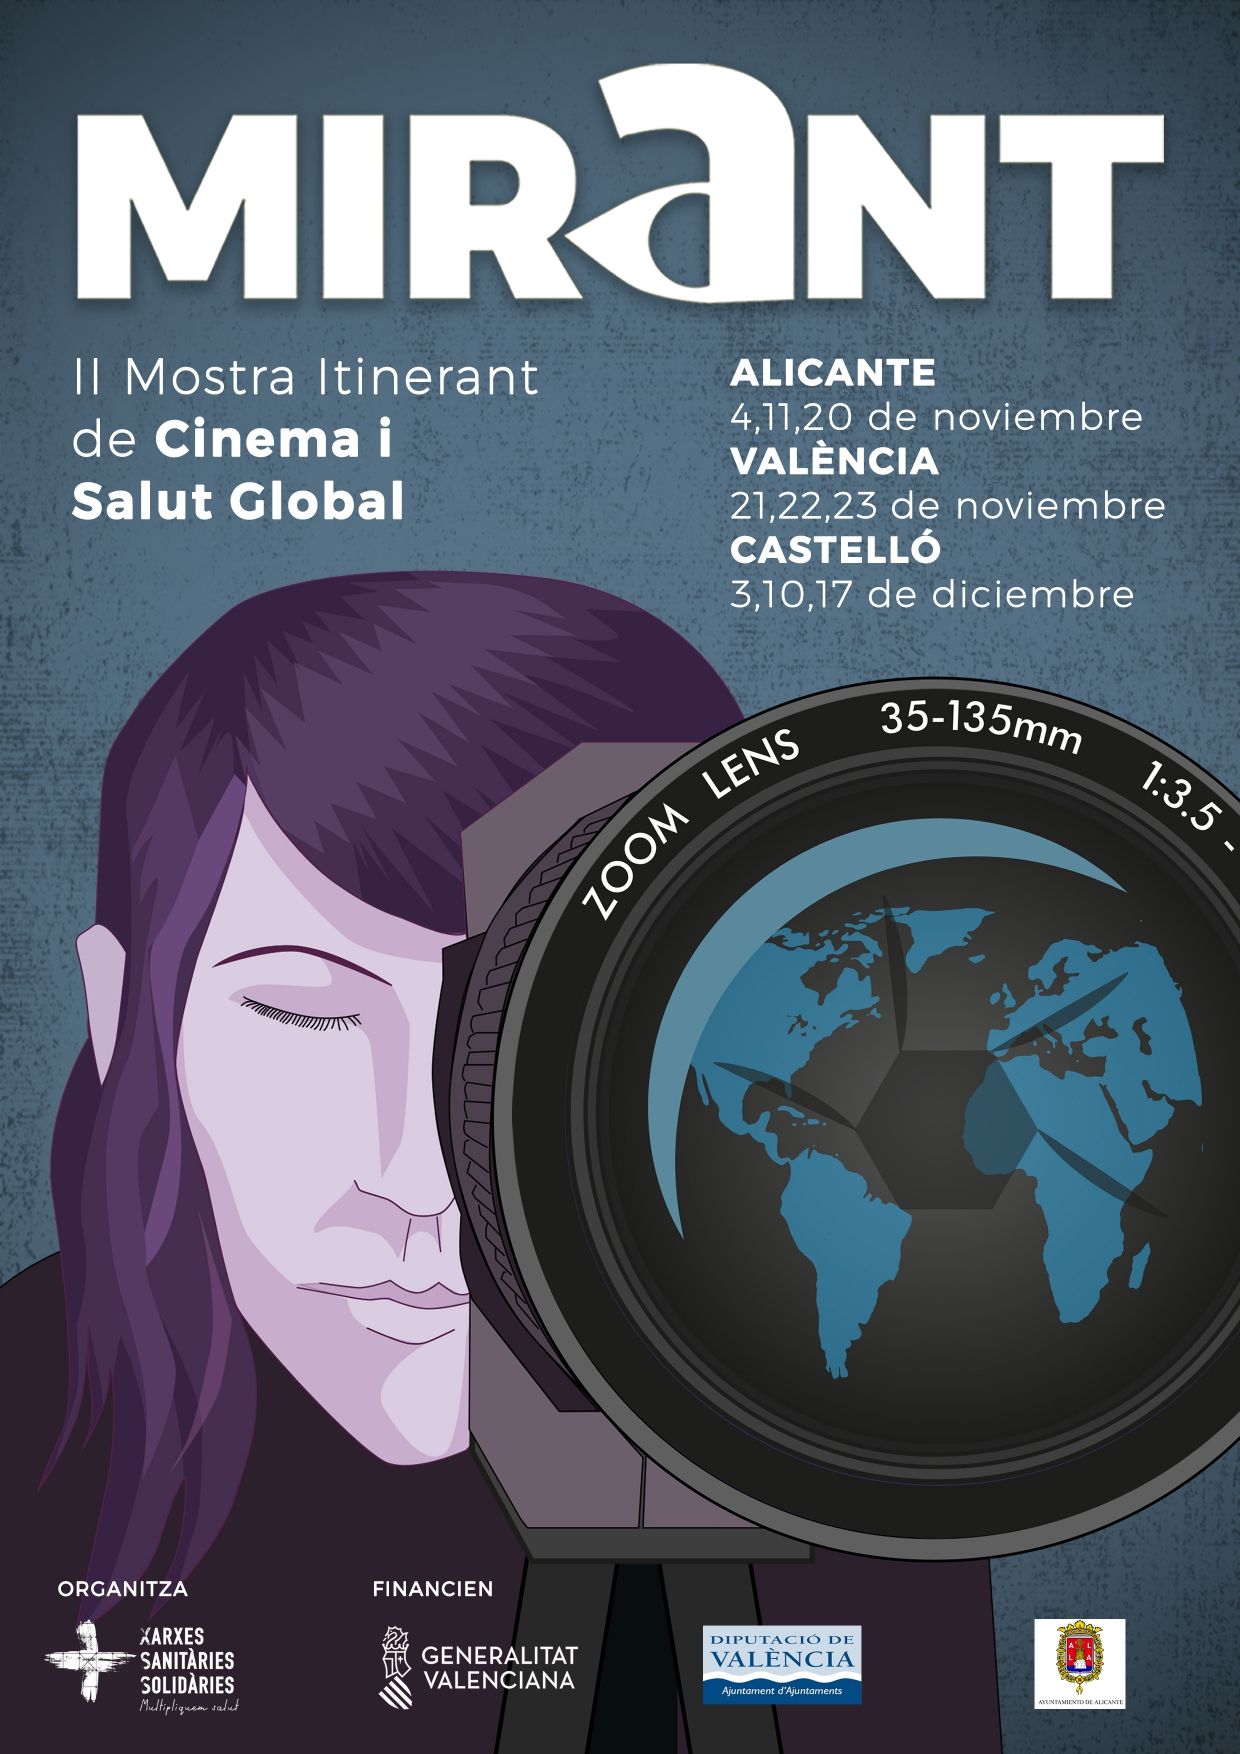 MIRaNT
II Mostra Itinerant
de Cinema i
Salut Global
ALICANTE
4,11,20 de noviembre
VALÈNCIA
21,22,23 de noviembre
CASTELLÓ
3,10,17 de diciembre
ZOOM LENS 35-135mm 1:3.5 -
ORGANITZA
XARXES
SANITÀRIES
SOLIDÀRIES
Multipliquem salut
FINANCIEN
GENERALITAT
VALENCIANA
DIPUTACIÓ DE
VALÈNCIA
Ajuntament d'Ajuntaments
A L
L A
AYUNTAMIENTO DE ALICANTE